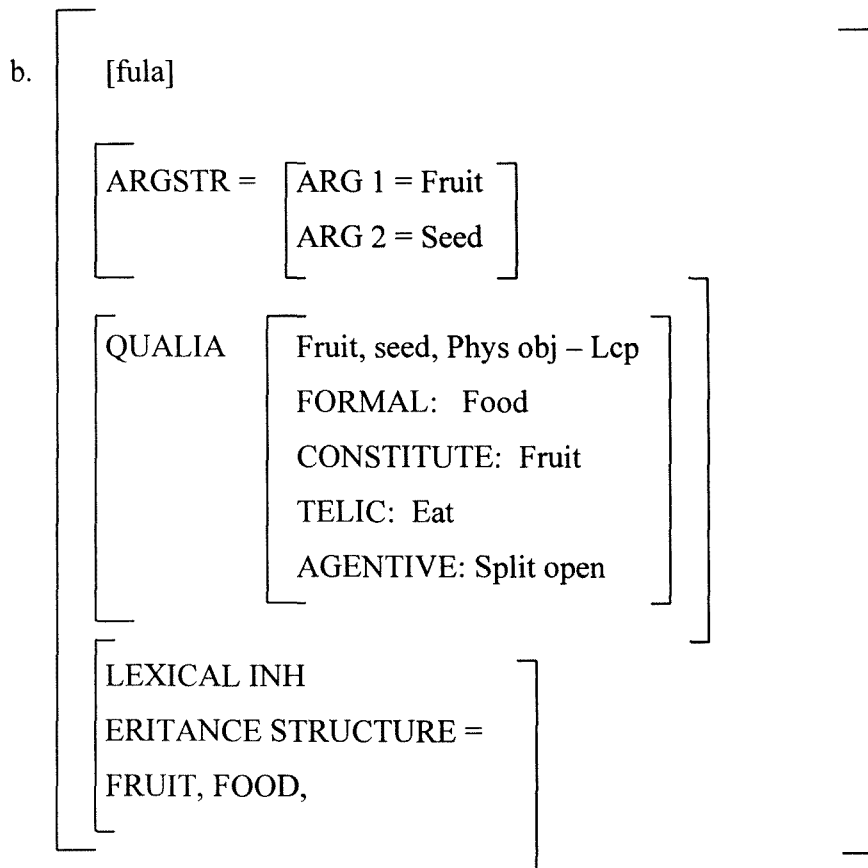 b. [fula]
ARGSTR = ARG 1 = Fruit
ARG 2 = Seed
QUALIA Fruit, seed, Phys obj – Lcp
FORMAL: Food
CONSTITUTE: Fruit
TELIC: Eat
AGENTIVE: Split open
LEXICAL INH
ERITANCE STRUCTURE =
FRUIT, FOOD,